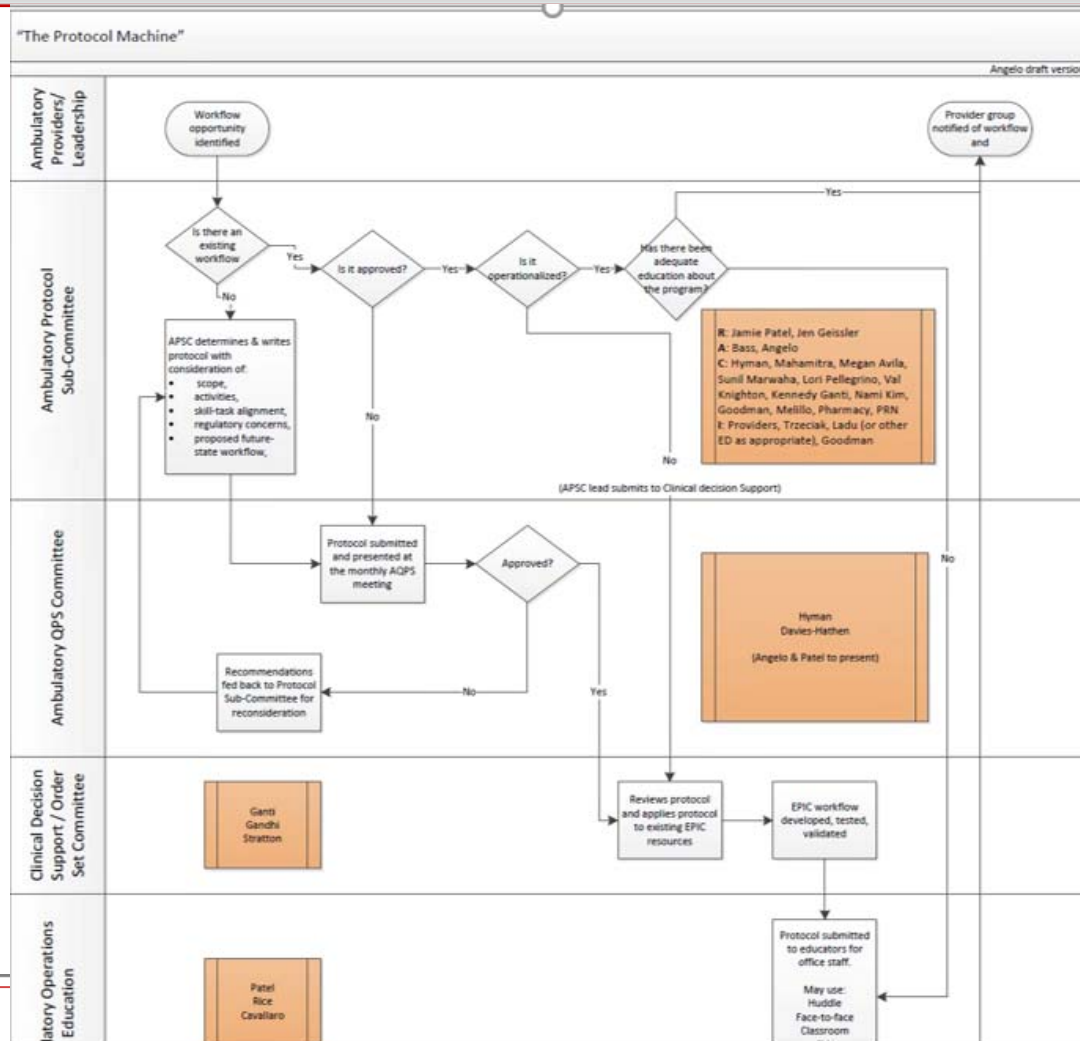 "The Protocol Machine"
Angelo draft versio
Ambulatory
Providers/
Leadership
Workflow
opportunity
identified
Provider group
notified of workflow
and
Yes
Ambulatory Protocol
Sub-Committee
Is there an
existing
workflow
Yes
Is it approved?
Yes
Is it
operationalized?
Yes
Has there been
adequate
education about
the program?
No
APSC determines & writes
protocol with
consideration of:
• scope,
• activities,
• skill-task alignment,
• regulatory concerns,
• proposed future-
state workflow,
No
No
R: Jamie Patel, Jen Geissler
A: Bass, Angelo
C: Hyman, Mahamitra, Megan Avila,
Sunil Marwaha, Lori Pellegrino, Val
Knighton, Kennedy Ganti, Nami Kim,
Goodman, Melillo, Pharmacy, PRN
I: Providers, Trzeciak, Ladu (or other
ED as appropriate), Goodman
(APSC lead submits to Clinical decision Support)
Ambulatory QPS Committee
Protocol submitted
and presented at
the monthly AQPS
meeting
Approved?
No
Hyman
Davies-Hathen
(Angelo & Patel to present)
Recommendations
fed back to Protocol
Sub-Committee for
reconsideration
No
Yes
Clinical Decision
Support / Order
Set Committee
Ganti
Gandhi
Stratton
Reviews protocol
and applies protocol
to existing EPIC
resources
EPIC workflow
developed, tested,
validated
latory Operations
Education
Patel
Rice
Cavallaro
Protocol submitted
to educators for
office staff.
May use:
Huddle
Face-to-face
Classroom